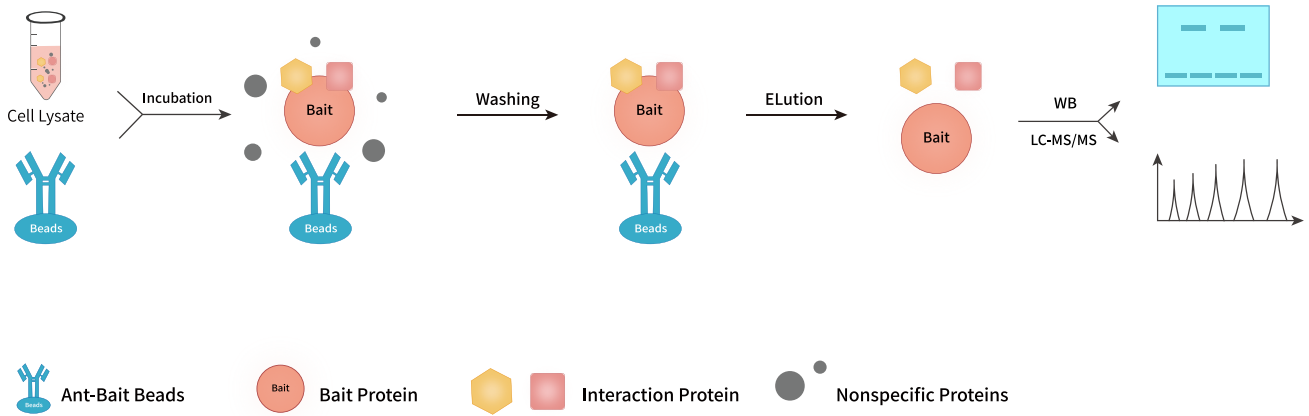 Cell Lysate
Beads
Incubation
Bait
Beads
Washing
Bait
Beads
ELution
Bait
WB
LC-MS/MS
Beads
Ant-Bait Beads
Bait
Bait Protein
Interaction Protein
Nonspecific Proteins